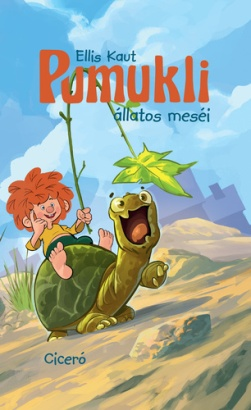 Ellis Kaut
Pumukli
állatos meséi
Ciceró